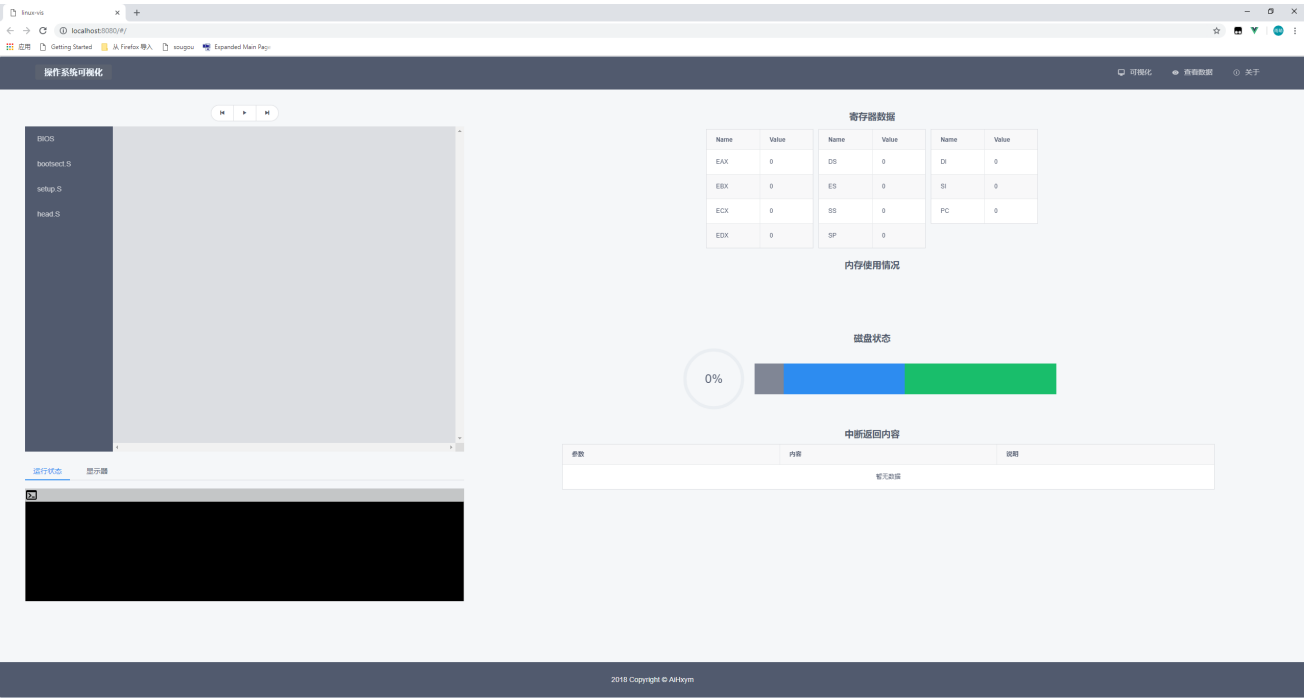 linux-vis
localhost:8080/#/
应用 Getting Started 从 Firefox 导入 sougou Expanded Main Page
操作系统可视化
可视化 查看数据 关于
BIOS
bootsect.S
setup.S
head.S
运行状态 显示器
寄存器数据
Name Value Name Value Name Value
EAX 0 DS 0 DI 0
EBX 0 ES 0 SI 0
ECX 0 SS 0 PC 0
EDX 0 SP 0
内存使用情况
磁盘状态
0%
中断返回内容
参数 内容 说明
暂无数据
2018 Copyright © AiHxym